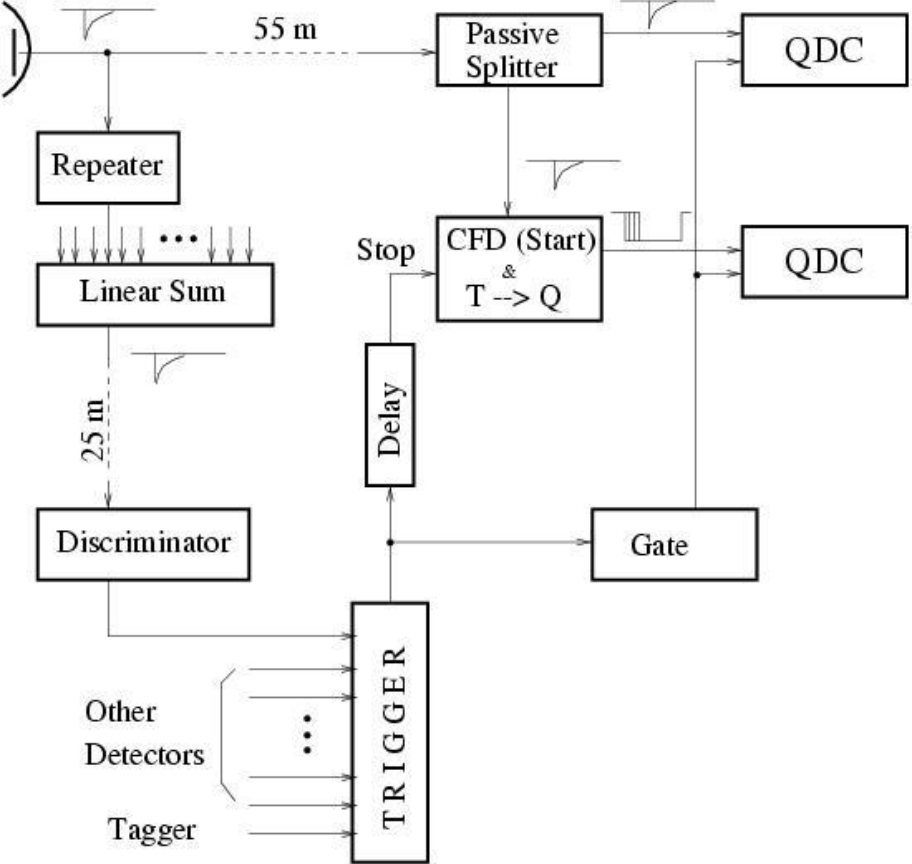 55 m
Passive
Splitter
QDC
Repeater
Linear Sum
Stop
CFD (Start)
&
T --> Q
QDC
25 m
Delay
Discriminator
Gate
TRIGGER
Other
Detectors
Tagger